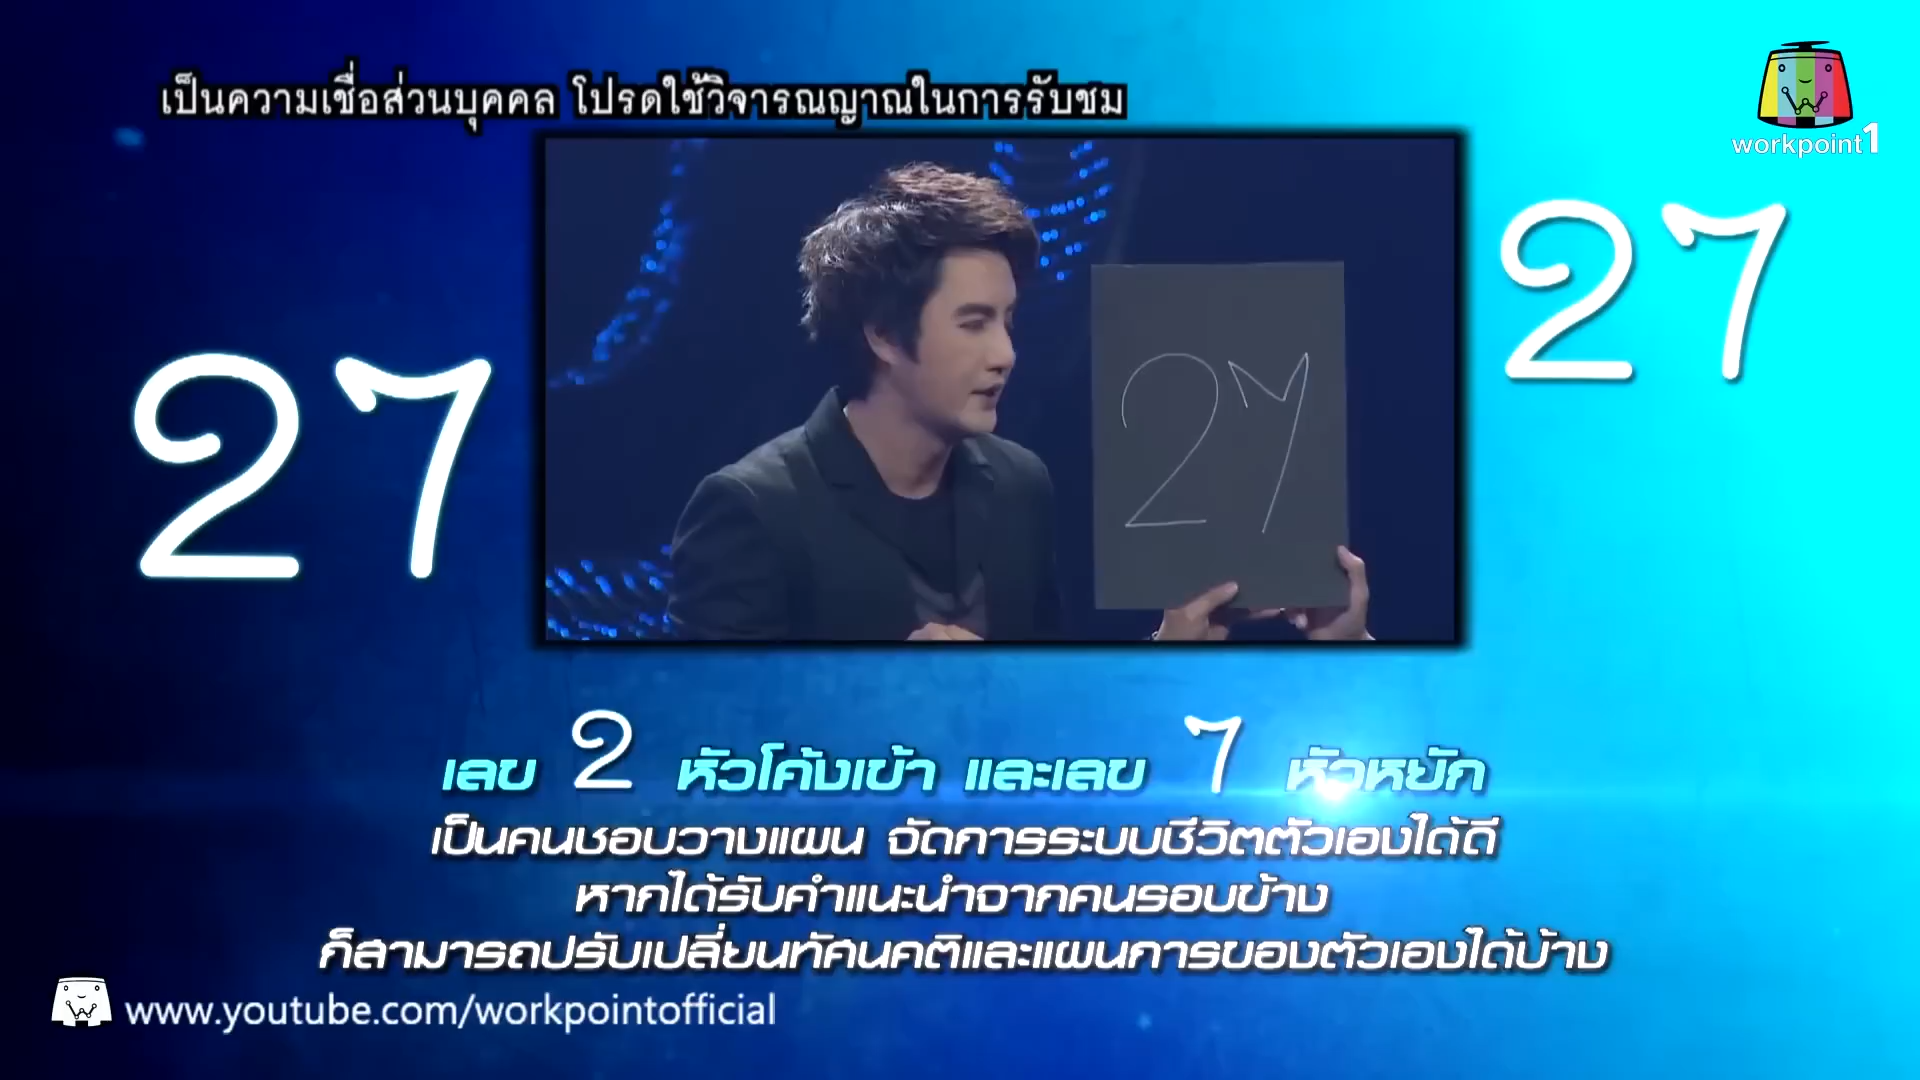 เป็นความเชื่อส่วนบุคคล โปรดใช้วิจารณญาณในการรับชม
workpoint1
27
27
27
เลข 2 หัวโค้งเข้า และเลข 7 หัวหยัก
เป็นคนชอบวางแผน จัดการระบบชีวิตตัวเองได้ดี
หากได้รับคำแนะนำจากคนรอบข้าง
ก็สามารถปรับเปลี่ยนทัศนคติและแผนการของตัวเองได้บ้าง
www.youtube.com/workpointofficial